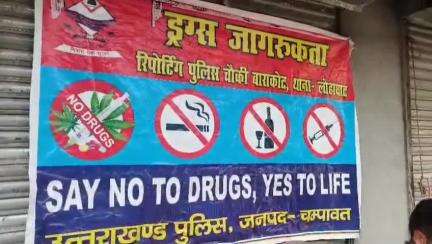 ड्रग्स जागरुकता
रिपोर्टिंग पुलिस चौकी बाराकोट, थाना- लोहाघाट
NO DRUGS
SAY NO TO DRUGS, YES TO LIFE
उत्तराखण्ड पुलिस, जनपद- चम्पावत